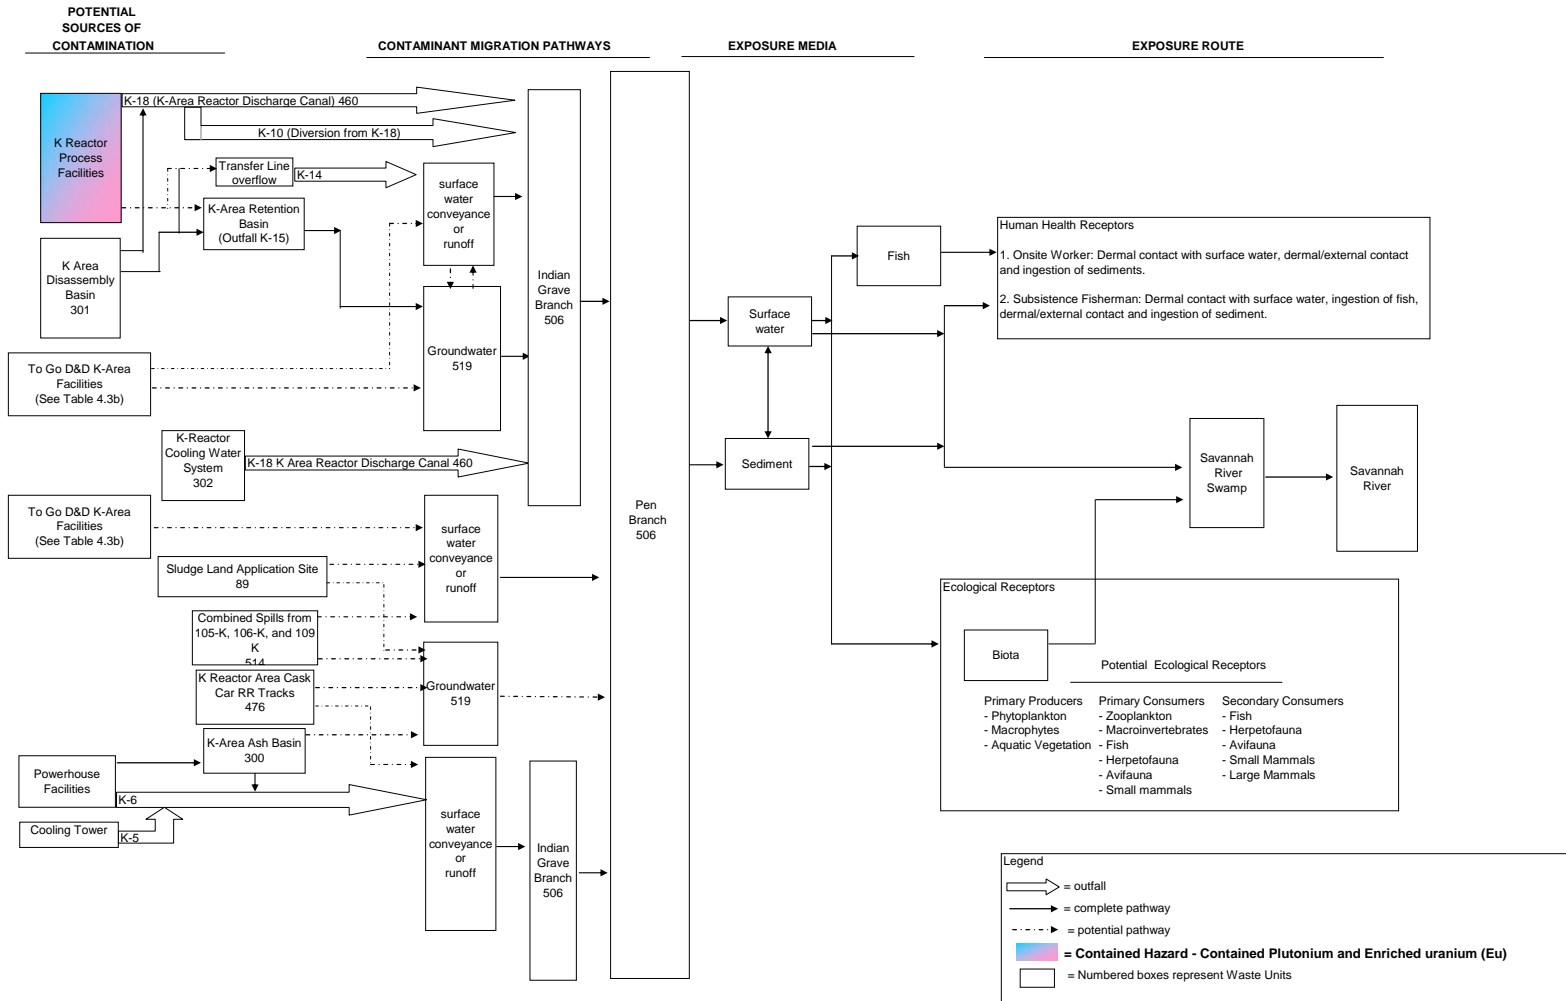 POTENTIAL
SOURCES OF
CONTAMINATION
CONTAMINANT MIGRATION PATHWAYS
EXPOSURE MEDIA
EXPOSURE ROUTE
K Reactor
Process
Facilities
K-18 (K-Area Reactor Discharge Canal) 460
K-10 (Diversion from K-18)
Transfer Line
overflow
K-14
K-Area Retention
Basin
(Outfall K-15)
surface
water
conveyance
or
runoff
K Area
Disassembly
Basin
301
Indian
Grave
Branch
506
Groundwater
519
To Go D&D K-Area
Facilities
(See Table 4.3b)
K-Reactor
Cooling Water
System
302
K-18 K Area Reactor Discharge Canal 460
To Go D&D K-Area
Facilities
(See Table 4.3b)
surface
water
conveyance
or
runoff
Sludge Land Application Site
89
Combined Spills from
105-K, 106-K, and 109
K
514
K Reactor Area Cask
Car RR Tracks
476
Groundwater
519
K-Area Ash Basin
300
Powerhouse
Facilities
K-6
Cooling Tower
K-5
surface
water
conveyance
or
runoff
Indian
Grave
Branch
506
Pen
Branch
506
Surface
water
Sediment
Fish
Human Health Receptors
1. Onsite Worker: Dermal contact with surface water, dermal/external contact
and ingestion of sediments.
2. Subsistence Fisherman: Dermal contact with surface water, ingestion of fish,
dermal/external contact and ingestion of sediment.
Savannah
River
Swamp
Savannah
River
Ecological Receptors
Biota
Potential  Ecological Receptors
Primary Producers
- Phytoplankton
- Macrophytes
- Aquatic Vegetation
Primary Consumers
- Zooplankton
- Macroinvertebrates
- Fish
- Herpetofauna
- Avifauna
- Small mammals
Secondary Consumers
- Fish
- Herpetofauna
- Avifauna
- Small Mammals
- Large Mammals
Legend
= outfall
= complete pathway
= potential pathway
= Contained Hazard - Contained Plutonium and Enriched uranium (Eu)
= Numbered boxes represent Waste Units